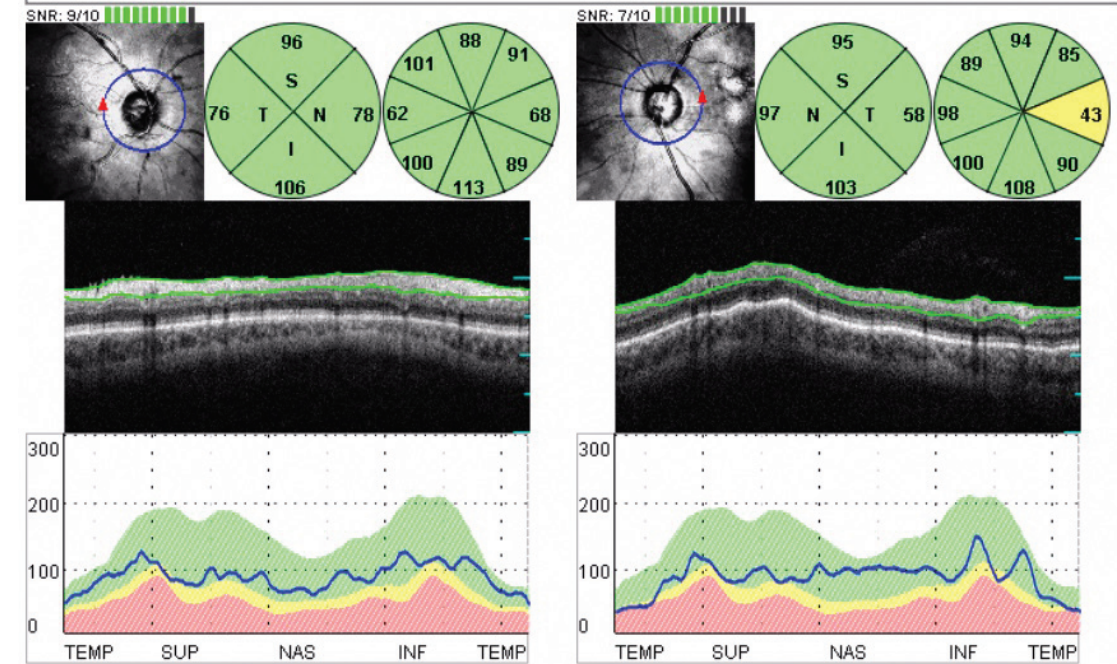 SNR: 9/10
96
S
76 T N 78
I
106
88
101 91
62 68
100 89
113
SNR: 7/10
95
S
97 N T 58
I
103
94
89 85
98 43
100 90
108
300
200
100
0
TEMP SUP NAS INF TEMP
300
200
100
0
TEMP SUP NAS INF TEMP